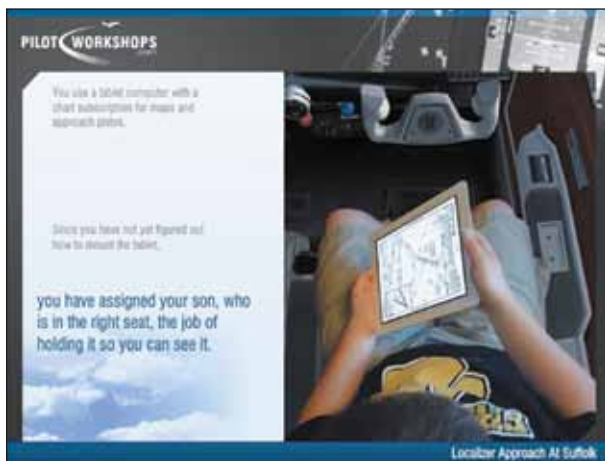 PILOT WORKSHOPS
.com
You use a tablet computer with a
chart subscription for maps and
approach plates.
Since you have not yet figured out
how to mount the tablet,
you have assigned your son, who
is in the right seat, the job of
holding it so you can see it.
Localizer Approach At Suffolk